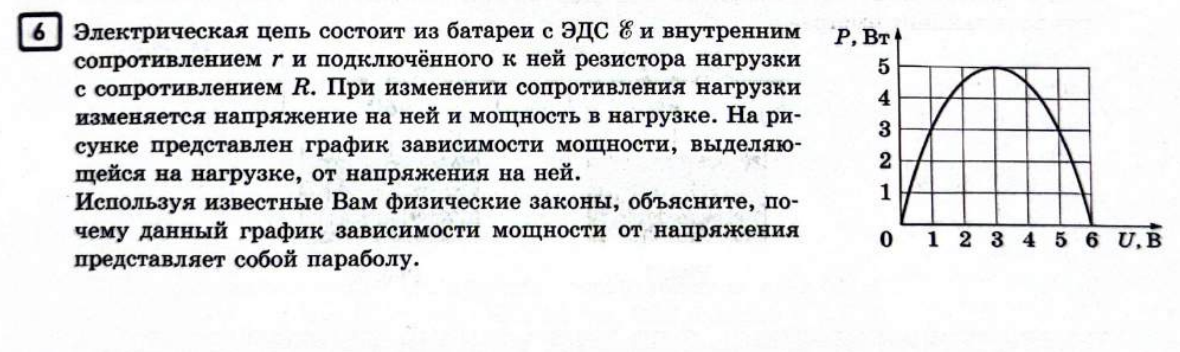 6 Электрическая цепь состоит из батареи с ЭДС ℰ и внутренним
сопротивлением r и подключённого к ней резистора нагрузки
с сопротивлением R. При изменении сопротивления нагрузки
изменяется напряжение на ней и мощность в нагрузке. На ри-
сунке представлен график зависимости мощности, выделяю-
щейся на нагрузке, от напряжения на ней.
Используя известные Вам физические законы, объясните, по-
чему данный график зависимости мощности от напряжения
представляет собой параболу.
P, Вт
5
4
3
2
1
0 1 2 3 4 5 6 U, В